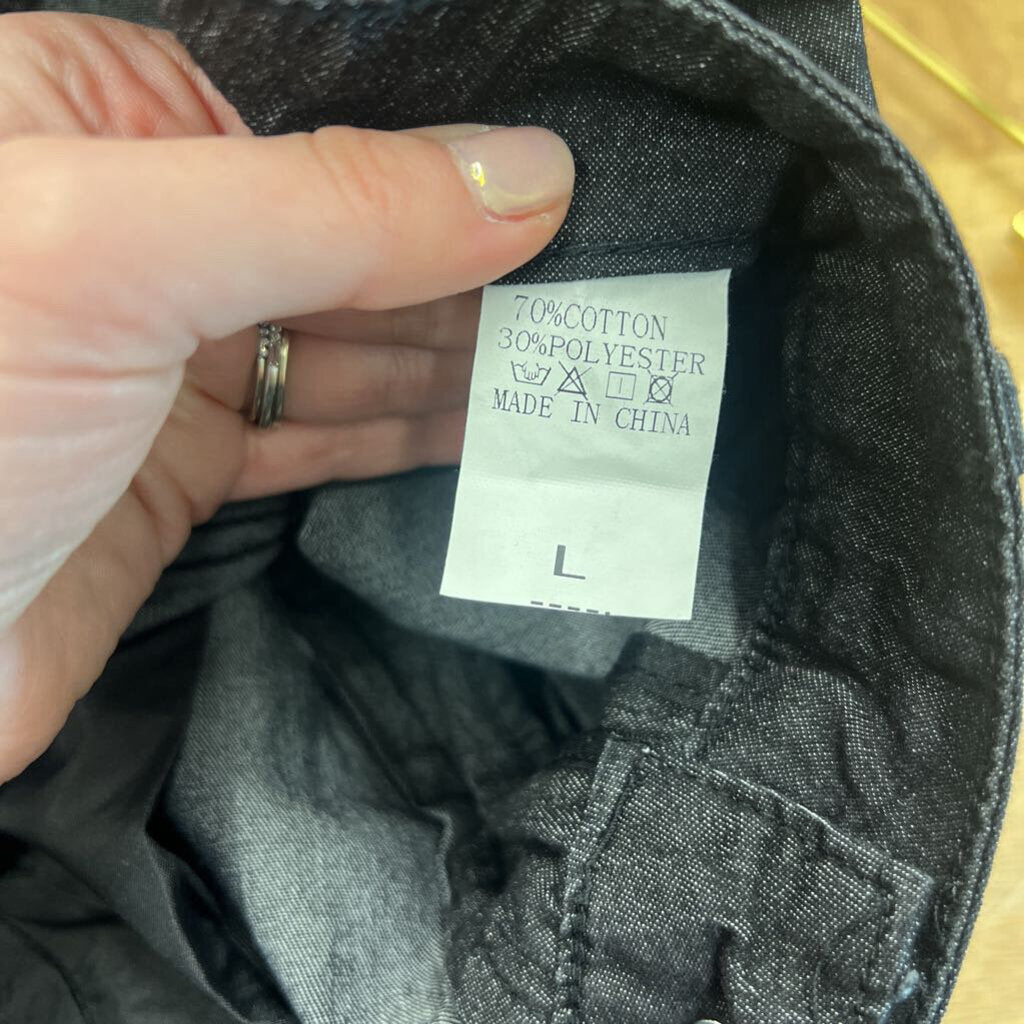 70%COTTON
30%POLYESTER
MADE IN CHINA
L